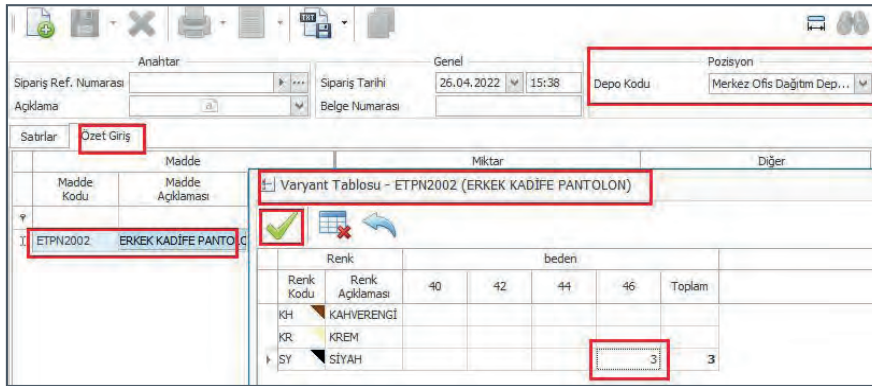 TXT
Anahtar Genel Pozisyon
Sipariş Ref. Numarası Sipariş Tarihi 26.04.2022 15:38 Depo Kodu Merkez Ofis Dağıtım Dep...
Açıklama a Belge Numarası
Satırlar Özet Giriş
Madde Miktar Diğer
Madde Kodu Madde Açıklaması
ETPN2002 ERKEK KADİFE PANTOLO
Varyant Tablosu - ETPN2002 (ERKEK KADİFE PANTOLON)
Renk beden
Renk Kodu Renk Açıklaması 40 42 44 46 Toplam
KH KAHVERENGİ
KR KREM
SY SİYAH 3 3